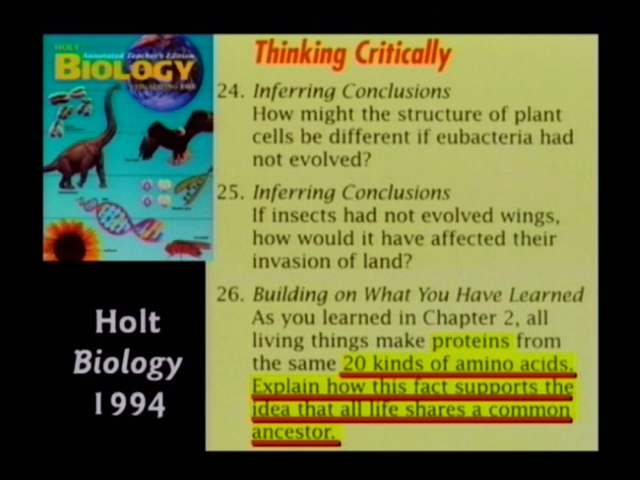 HOLT
Annotated Teacher's Edition
BIOLOGY
Thinking Critically
24. Inferring Conclusions
How might the structure of plant
cells be different if eubacteria had
not evolved?
25. Inferring Conclusions
If insects had not evolved wings,
how would it have affected their
invasion of land?
26. Building on What You Have Learned
As you learned in Chapter 2, all
living things make proteins from
the same 20 kinds of amino acids.
Explain how this fact supports the
idea that all life shares a common
ancestor.
Holt
Biology
1994